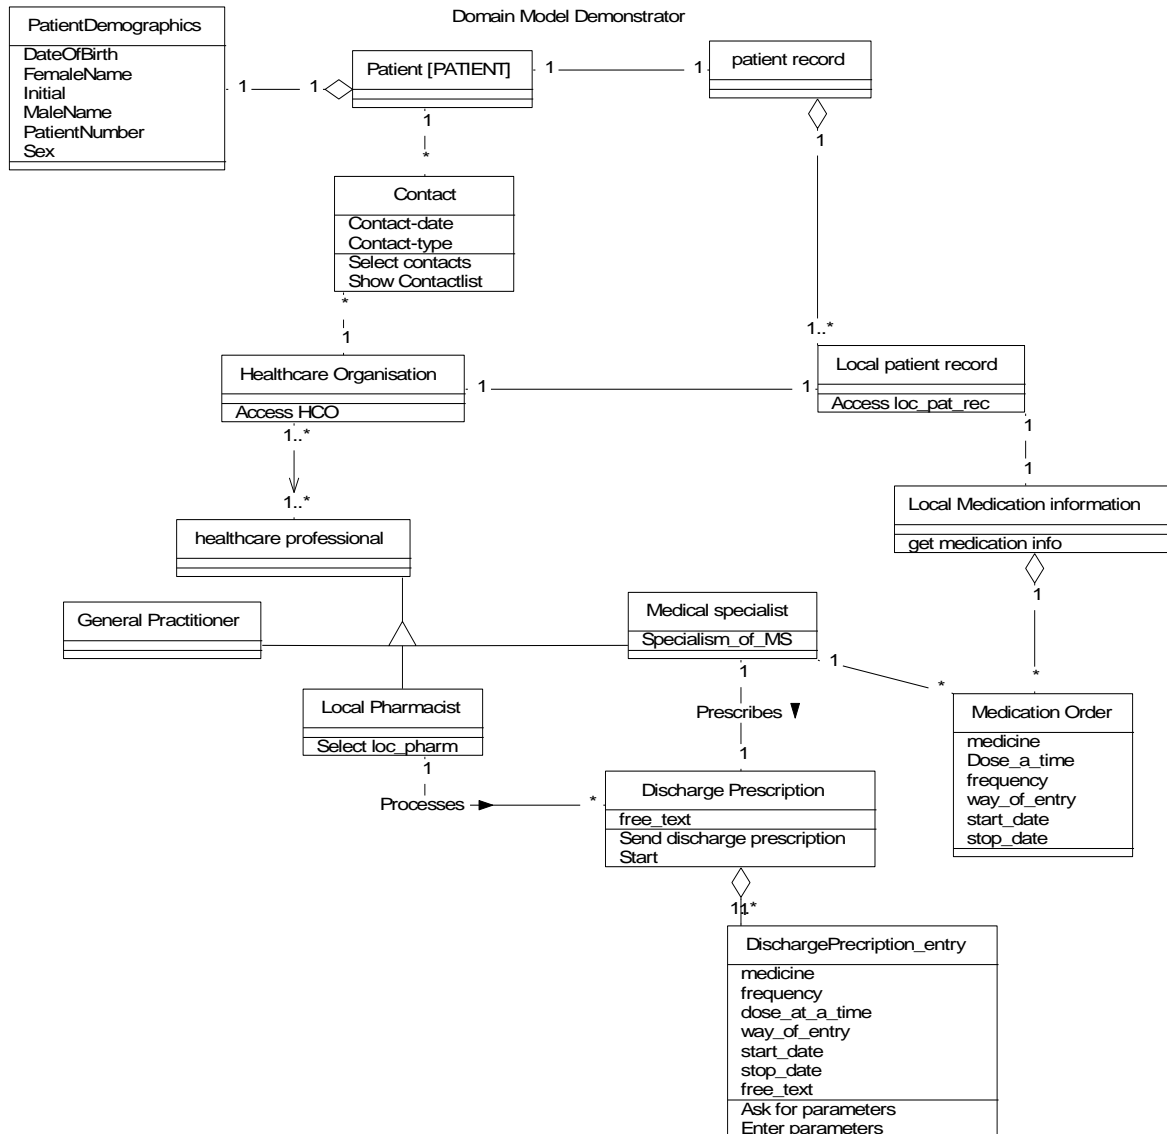 Domain Model Demonstrator
PatientDemographics
DateOfBirth
FemaleName
Initial
MaleName
PatientNumber
Sex
1
1
Patient [PATIENT]
1
1
patient record
1
*
1
Contact
Contact-date
Contact-type
Select contacts
Show Contactlist
*
1
1..*
Healthcare Organisation
Access HCO
1
1
Local patient record
Access loc_pat_rec
1..*
1
1
1..*
healthcare professional
Local Medication information
get medication info
1
General Practitioner
Medical specialist
Specialism_of_MS
1
1
*
*
Local Pharmacist
Select loc_pharm
Prescribes
Medication Order
medicine
Dose_a_time
frequency
way_of_entry
start_date
stop_date
1
1
Processes
*
Discharge Prescription
free_text
Send discharge prescription
Start
1
1..*
DischargePrecription_entry
medicine
frequency
dose_at_a_time
way_of_entry
start_date
stop_date
free_text
Ask for parameters
Enter parameters